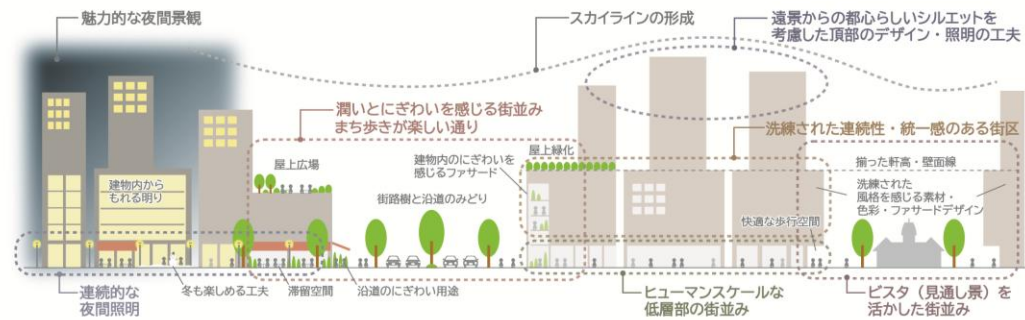 魅力的な夜間景観
スカイラインの形成
遠景からの都心らしいシルエットを
考慮した頂部のデザイン・照明の工夫
潤いとにぎわいを感じる街並み
まち歩きが楽しい通り
洗練された連続性・統一感のある街区
屋上広場
建物内のにぎわいを
感じるファサード
屋上緑化
揃った軒高・壁面線
建物内から
もれる明り
街路樹と沿道のみどり
洗練された
風格を感じる素材・
色彩・ファサードデザイン
快適な歩行空間
冬も楽しめる工夫
滞留空間
沿道のにぎわい用途
連続的な
夜間照明
ヒューマンスケールな
低層部の街並み
ビスタ（見通し景）を
活かした街並み